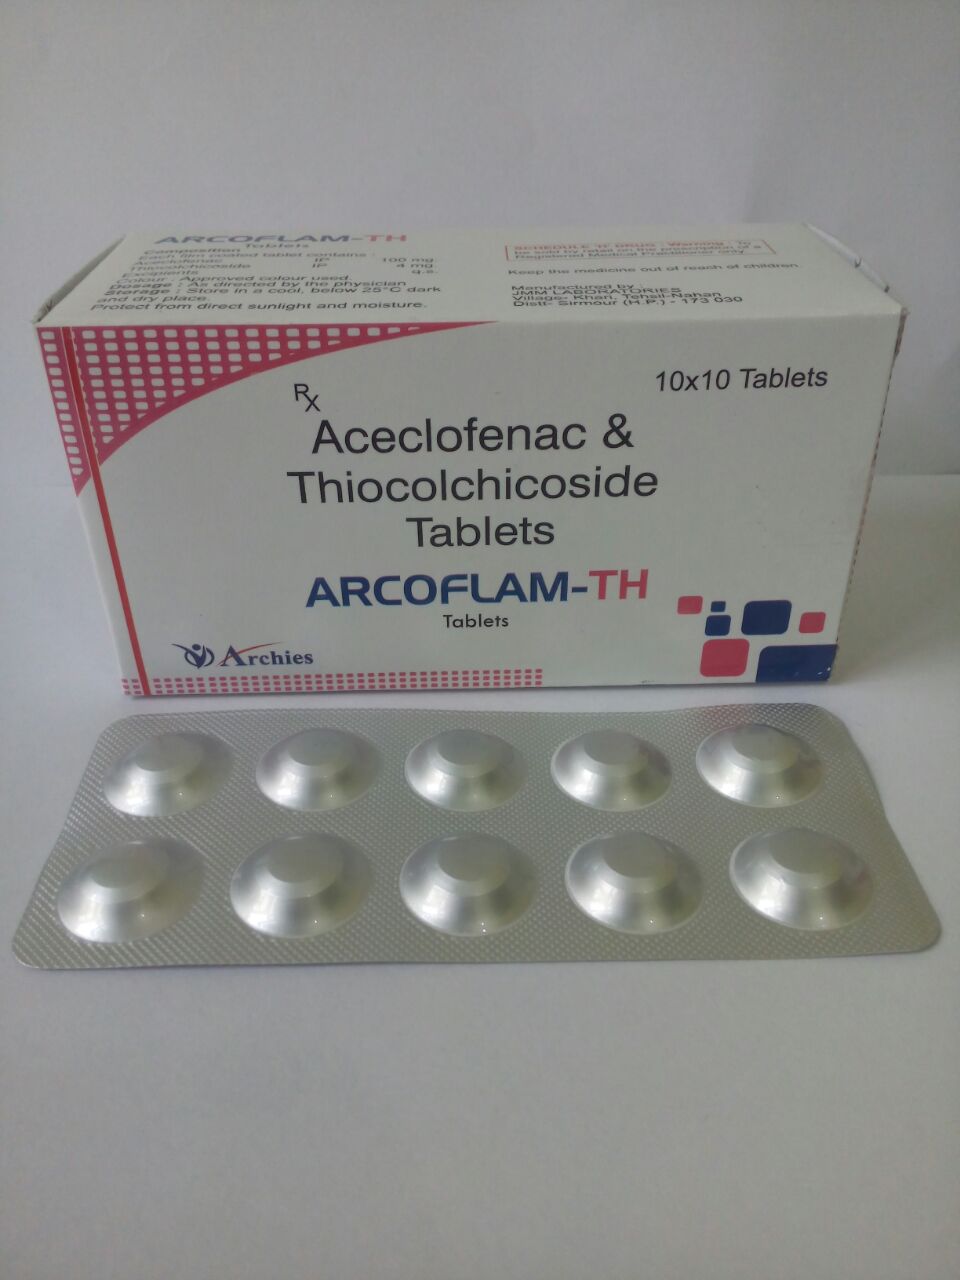 ARCOFLAM-TH
Tablets
Composition
Each film coated tablet contains :
Aceclofenac IP 100 mg.
Thiocolchicoside IP 4 mg.
Excipients q.s.
Colour : Approved colour used.
Dosage : As directed by the physician
Storage : Store in a cool, below 25°C dark
and dry place.
Protect from direct sunlight and moisture.
SCHEDULE 'H' DRUG : Warning : To
be sold by retail on the prescription of a
Registered Medical Practitioner only
Keep the medicine out of reach of children
Manufactured by
JMM LABORATORIES
Village- Khari, Tehsil-Nahan
Distt- Sirmour (H.P.) - 173 030
10x10 Tablets
Rx
Aceclofenac &
Thiocolchicoside
Tablets
ARCOFLAM-TH
Tablets
Archies